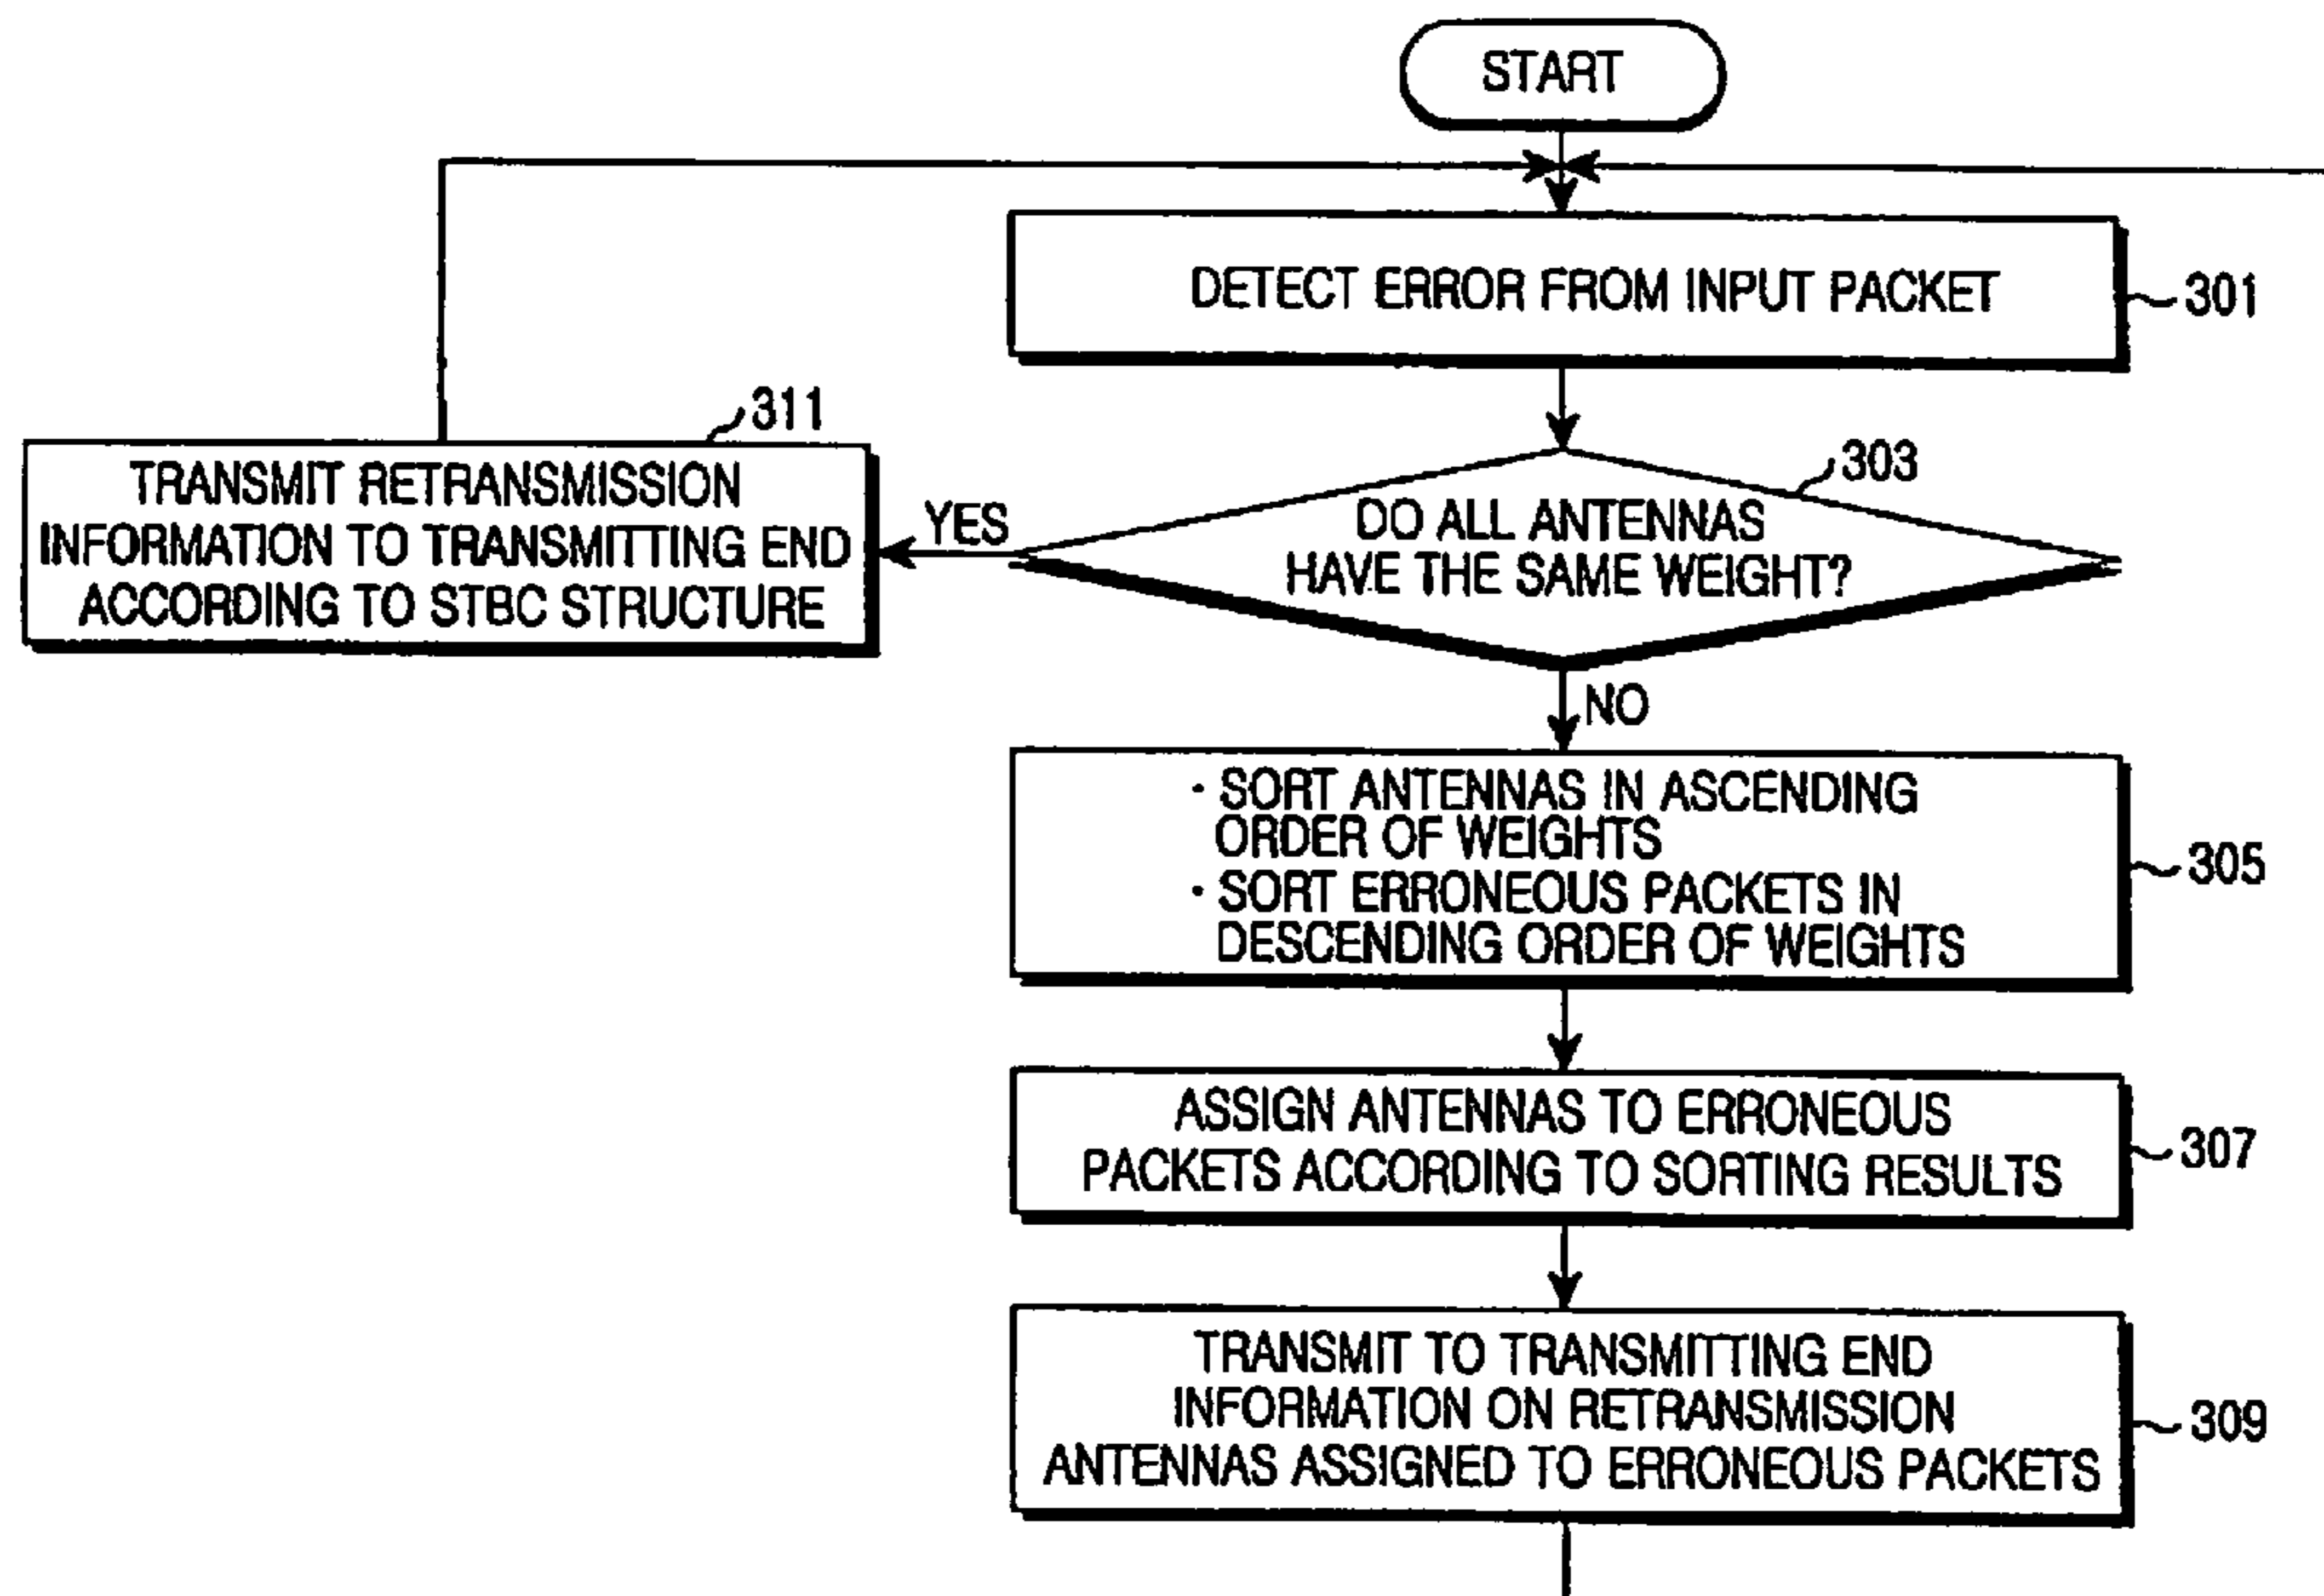 START
DETECT ERROR FROM INPUT PACKET
301
311
TRANSMIT RETRANSMISSION
INFORMATION TO TRANSMITTING END
ACCORDING TO STBC STRUCTURE
YES
303
DO ALL ANTENNAS
HAVE THE SAME WEIGHT?
NO
· SORT ANTENNAS IN ASCENDING
ORDER OF WEIGHTS
· SORT ERRONEOUS PACKETS IN
DESCENDING ORDER OF WEIGHTS
305
ASSIGN ANTENNAS TO ERRONEOUS
PACKETS ACCORDING TO SORTING RESULTS
307
TRANSMIT TO TRANSMITTING END
INFORMATION ON RETRANSMISSION
ANTENNAS ASSIGNED TO ERRONEOUS PACKETS
309